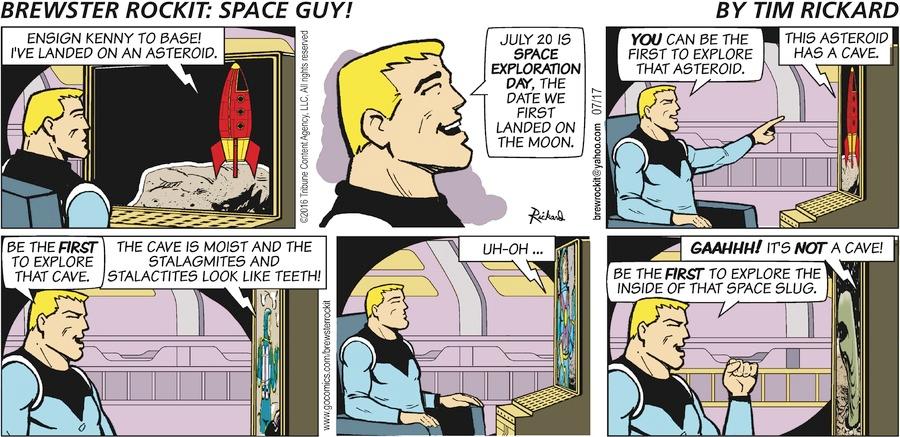 BREWSTER ROCKIT: SPACE GUY!
BY TIM RICKARD
ENSIGN KENNY TO BASE!
I'VE LANDED ON AN ASTEROID.
©2016 Tribune Content Agency, LLC. All rights reserved
JULY 20 IS
SPACE
EXPLORATION
DAY, THE
DATE WE
FIRST
LANDED ON
THE MOON.
Rickard
brewrockit@yahoo.com 07/17
YOU CAN BE THE
FIRST TO EXPLORE
THAT ASTEROID.
THIS ASTEROID
HAS A CAVE.
BE THE FIRST
TO EXPLORE
THAT CAVE.
THE CAVE IS MOIST AND THE
STALAGMITES AND
STALACTITES LOOK LIKE TEETH!
www.gocomics.com/brewsterrockit
UH-OH ...
GAAHHH! IT'S NOT A CAVE!
BE THE FIRST TO EXPLORE THE
INSIDE OF THAT SPACE SLUG.